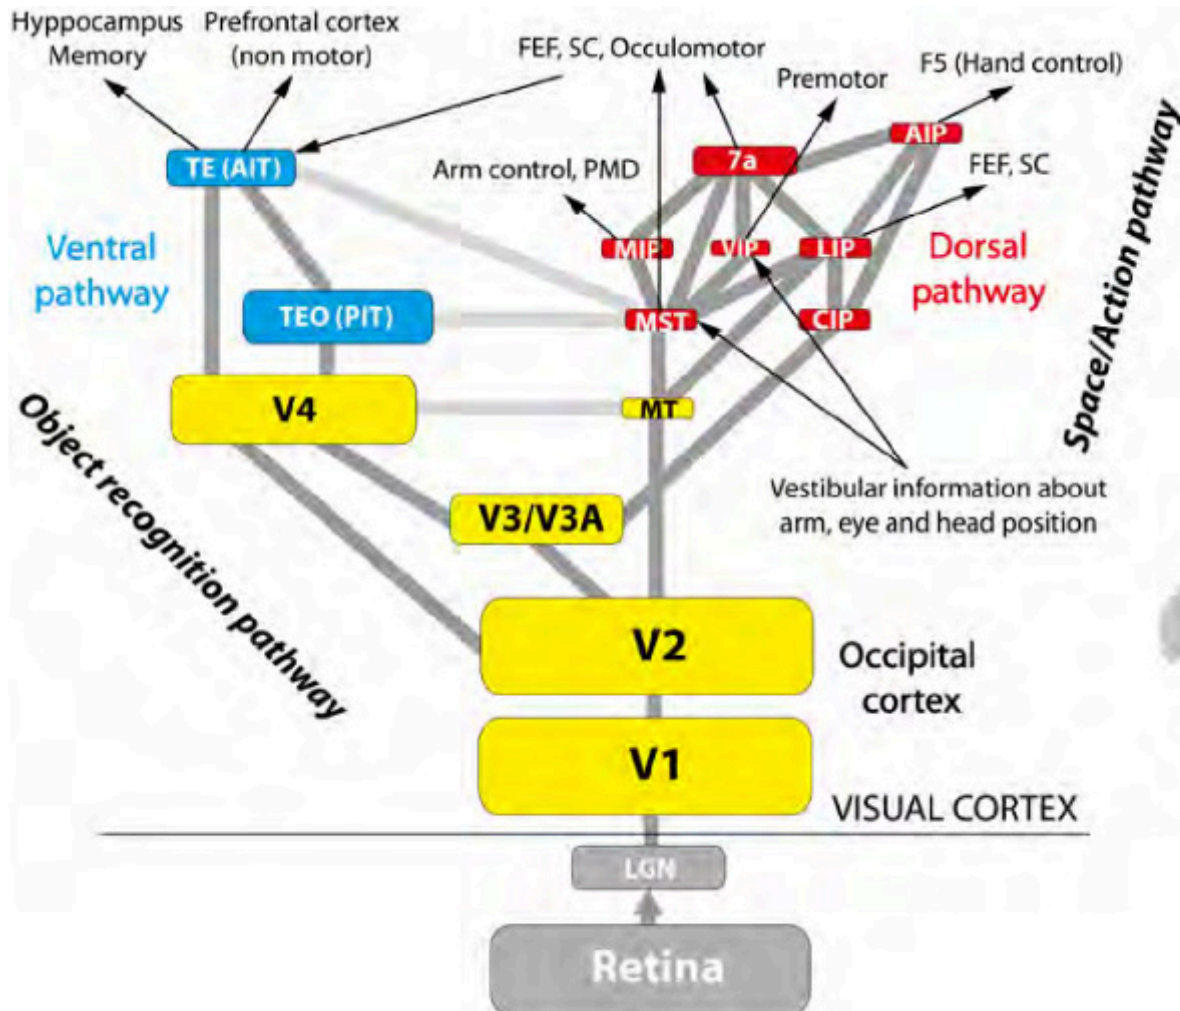 Hyppocampus
Memory
Prefrontal cortex
(non motor)
FEF, SC, Occulomotor
Premotor
F5 (Hand control)
TE (AIT)
Arm control, PMD
7a
AIP
FEF, SC
Ventral
pathway
MIP
VIP
LIP
Dorsal
pathway
TEO (PIT)
MST
CIP
Space/Action pathway
V4
MT
Object recognition pathway
V3/V3A
Vestibular information about
arm, eye and head position
V2
Occipital
cortex
V1
VISUAL CORTEX
LGN
Retina